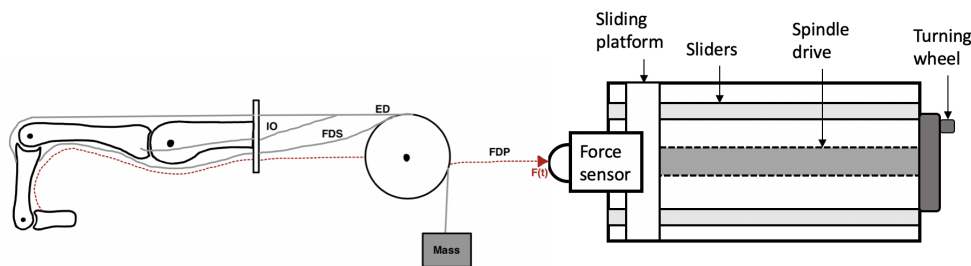 ED
IO
FDS
FDP
F(t)
Mass
Force
sensor
Sliding
platform
Sliders
Spindle
drive
Turning
wheel